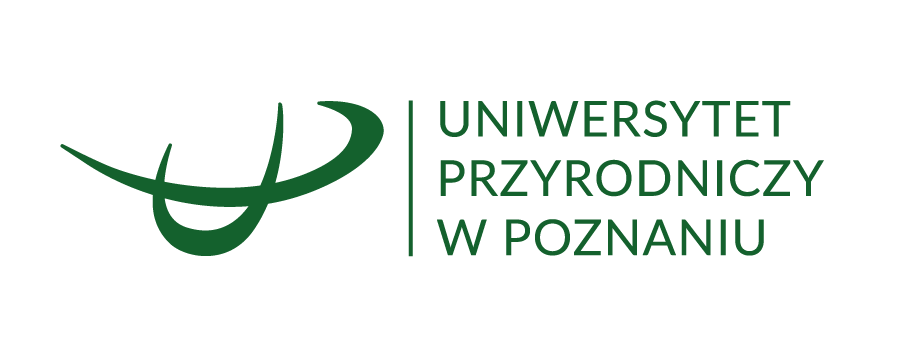 UNIWERSYTET
PRZYRODNICZY
W POZNANIU